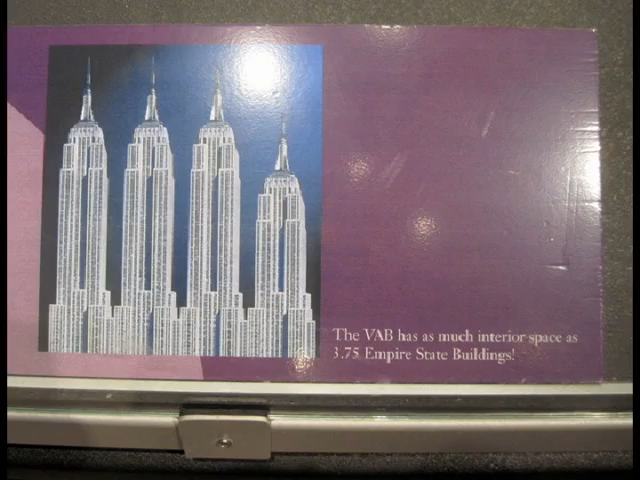 The VAB has as much interior space as
3.75 Empire State Buildings!